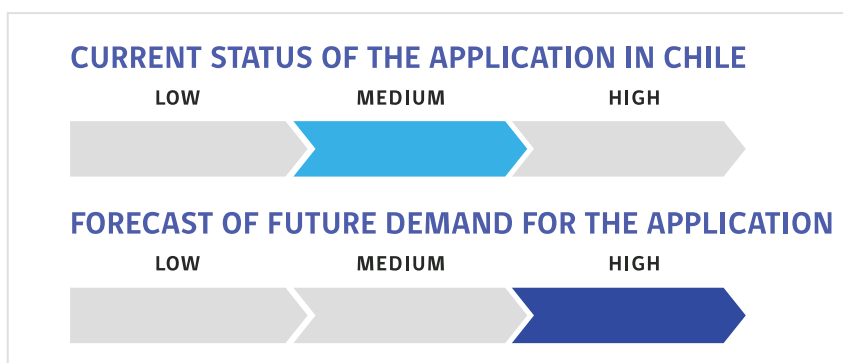 CURRENT STATUS OF THE APPLICATION IN CHILE
LOW MEDIUM HIGH
FORECAST OF FUTURE DEMAND FOR THE APPLICATION
LOW MEDIUM HIGH